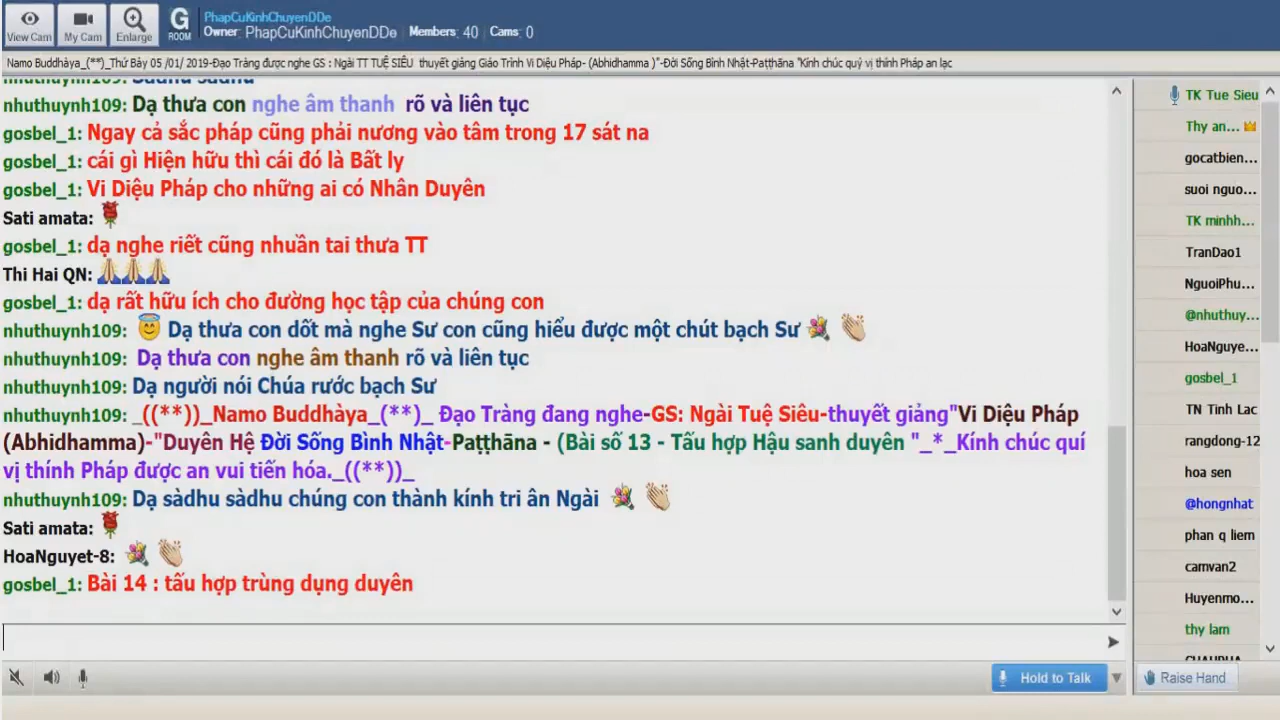 View Cam
My Cam
Enlarge
G
ROOM
PhapCuKinhChuyenDDe
Owner: PhapCuKinhChuyenDDe Members: 40 Cams: 0
Namo Buddhàya_(**)_Thứ Bảy 05 /01/ 2019-Đạo Tràng được nghe GS : Ngài TT TUỆ SIÊU thuyết giảng Giáo Trình Vi Diệu Pháp- (Abhidhamma )"-Đời Sống Bình Nhật-Paṭṭhāna "Kính chúc quý vị thính Pháp an lạc
nhuthuynh109: Sàdhu sàdhu
nhuthuynh109: Dạ thưa con nghe âm thanh rõ và liên tục
gosbel_1: Ngay cả sắc pháp cũng phải nương vào tâm trong 17 sát na
gosbel_1: cái gì Hiện hữu thì cái đó là Bất ly
gosbel_1: Vi Diệu Pháp cho những ai có Nhân Duyên
Sati amata:
gosbel_1: dạ nghe riết cũng nhuần tai thưa TT
Thi Hai QN:
gosbel_1: dạ rất hữu ích cho đường học tập của chúng con
nhuthuynh109: Dạ thưa con dốt mà nghe Sư con cũng hiểu được một chút bạch Sư
nhuthuynh109: Dạ thưa con nghe âm thanh rõ và liên tục
nhuthuynh109: Dạ người nói Chúa rước bạch Sư
nhuthuynh109: _((**))_Namo Buddhàya_(**)_ Đạo Tràng đang nghe-GS: Ngài Tuệ Siêu-thuyết giảng"Vi Diệu Pháp
(Abhidhamma)-"Duyên Hệ Đời Sống Bình Nhật-Paṭṭhāna - (Bài số 13 - Tấu hợp Hậu sanh duyên "_*_Kính chúc quí
vị thính Pháp được an vui tiến hóa._((**))_
nhuthuynh109: Dạ sàdhu sàdhu chúng con thành kính tri ân Ngài
Sati amata:
HoaNguyet-8:
gosbel_1: Bài 14 : tấu hợp trùng dụng duyên
TK Tue Sieu
Thy an...
gocatbien...
suoi nguo...
TK minhh...
TranDao1
NguoiPhu...
@nhuthuy...
HoaNguye...
gosbel_1
TN Tinh Lac
rangdong-12
hoa sen
@hongnhat
phan q liem
camvan2
Huyenmo...
thy lam
Hold to Talk
Raise Hand